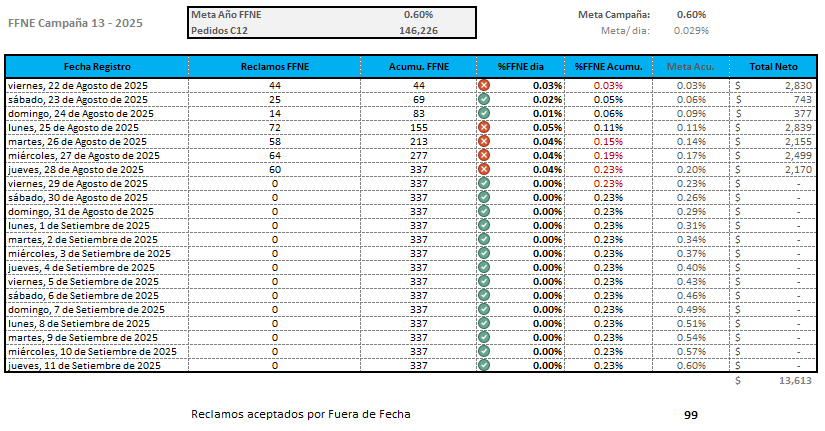 FFNE Campaña 13 - 2025
Meta Año FFNE 0.60%
Pedidos C12 146,226
Meta Campaña: 0.60%
Meta/ dia: 0.029%
Fecha Registro Reclamos FFNE Acumu. FFNE %FFNE dia %FFNE Acumu. Meta Acu. Total Neto
viernes, 22 de Agosto de 2025 44 44 0.03% 0.03% 0.03% $ 2,830
sábado, 23 de Agosto de 2025 25 69 0.02% 0.05% 0.06% $ 743
domingo, 24 de Agosto de 2025 14 83 0.01% 0.06% 0.09% $ 377
lunes, 25 de Agosto de 2025 72 155 0.05% 0.11% 0.11% $ 2,839
martes, 26 de Agosto de 2025 58 213 0.04% 0.15% 0.14% $ 2,155
miércoles, 27 de Agosto de 2025 64 277 0.04% 0.19% 0.17% $ 2,499
jueves, 28 de Agosto de 2025 60 337 0.04% 0.23% 0.20% $ 2,170
viernes, 29 de Agosto de 2025 0 337 0.00% 0.23% 0.23% $ -
sábado, 30 de Agosto de 2025 0 337 0.00% 0.23% 0.26% $ -
domingo, 31 de Agosto de 2025 0 337 0.00% 0.23% 0.29% $ -
lunes, 1 de Setiembre de 2025 0 337 0.00% 0.23% 0.31% $ -
martes, 2 de Setiembre de 2025 0 337 0.00% 0.23% 0.34% $ -
miércoles, 3 de Setiembre de 2025 0 337 0.00% 0.23% 0.37% $ -
jueves, 4 de Setiembre de 2025 0 337 0.00% 0.23% 0.40% $ -
viernes, 5 de Setiembre de 2025 0 337 0.00% 0.23% 0.43% $ -
sábado, 6 de Setiembre de 2025 0 337 0.00% 0.23% 0.46% $ -
domingo, 7 de Setiembre de 2025 0 337 0.00% 0.23% 0.49% $ -
lunes, 8 de Setiembre de 2025 0 337 0.00% 0.23% 0.51% $ -
martes, 9 de Setiembre de 2025 0 337 0.00% 0.23% 0.54% $ -
miércoles, 10 de Setiembre de 2025 0 337 0.00% 0.23% 0.57% $ -
jueves, 11 de Setiembre de 2025 0 337 0.00% 0.23% 0.60% $ -
$ 13,613
Reclamos aceptados por Fuera de Fecha 99